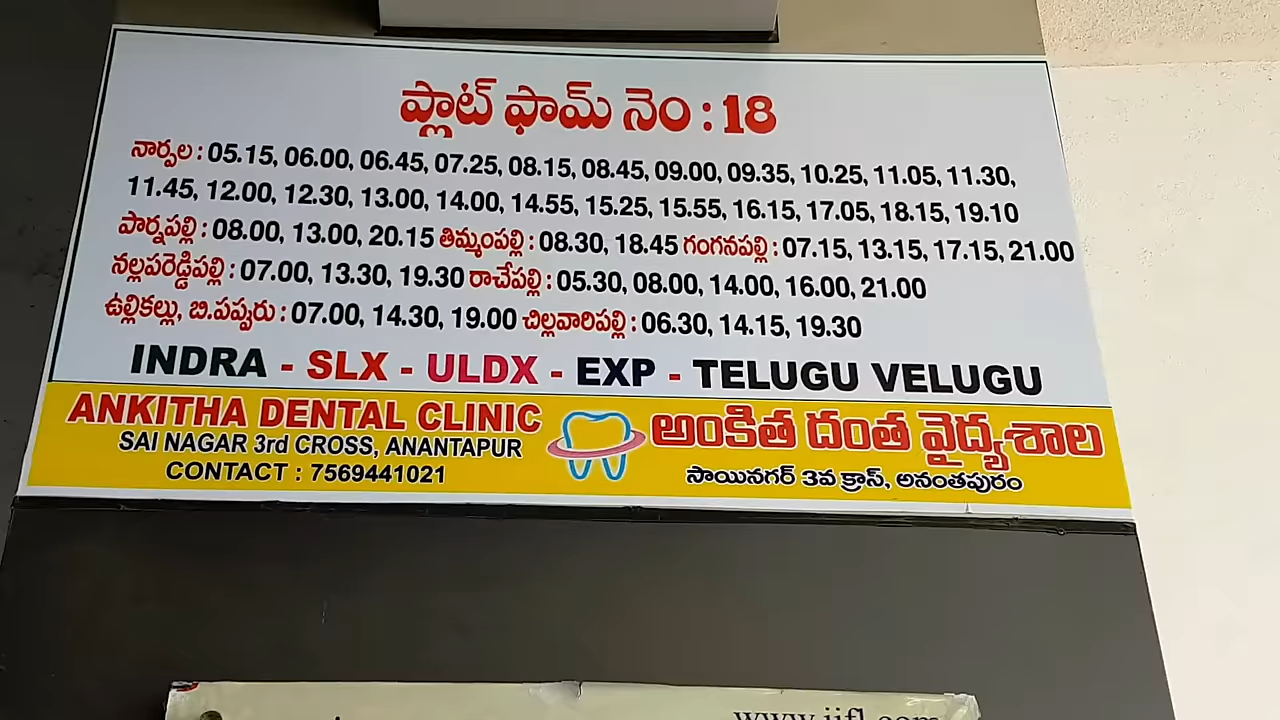 ప్లాట్ ఫామ్ నెం : 18
నార్పల : 05.15, 06.00, 06.45, 07.25, 08.15, 08.45, 09.00, 09.35, 10.25, 11.05, 11.30,
11.45, 12.00, 12.30, 13.00, 14.00, 14.55, 15.25, 15.55, 16.15, 17.05, 18.15, 19.10
పార్నపల్లి : 08.00, 13.00, 20.15 తిమ్మంపల్లి : 08.30, 18.45 గంగనపల్లి : 07.15, 13.15, 17.15, 21.00
నల్లపరెడ్డిపల్లి : 07.00, 13.30, 19.30 రాచేపల్లి : 05.30, 08.00, 14.00, 16.00, 21.00
ఉల్లికల్లు, బి.పప్పరు : 07.00, 14.30, 19.00 చిల్లవారిపల్లి : 06.30, 14.15, 19.30
INDRA - SLX - ULDX - EXP - TELUGU VELUGU
ANKITHA DENTAL CLINIC
SAI NAGAR 3rd CROSS, ANANTAPUR
CONTACT : 7569441021
అంకిత దంత వైద్యశాల
సాయినగర్ 3వ క్రాస్, అనంతపురం